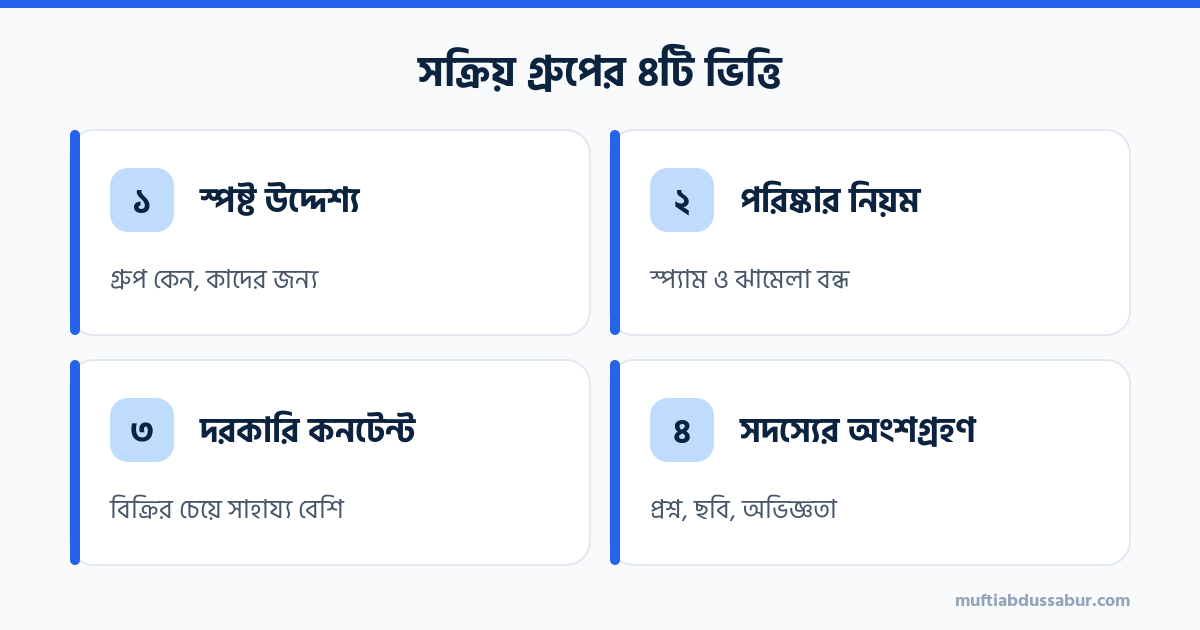 সক্রিয় গ্রুপের ৪টি ভিত্তি
১
স্পষ্ট উদ্দেশ্য
গ্রুপ কেন, কাদের জন্য
২
পরিষ্কার নিয়ম
স্প্যাম ও ঝামেলা বন্ধ
৩
দরকারি কনটেন্ট
বিক্রির চেয়ে সাহায্য বেশি
৪
সদস্যের অংশগ্রহণ
প্রশ্ন, ছবি, অভিজ্ঞতা
muftiabdussabur.com